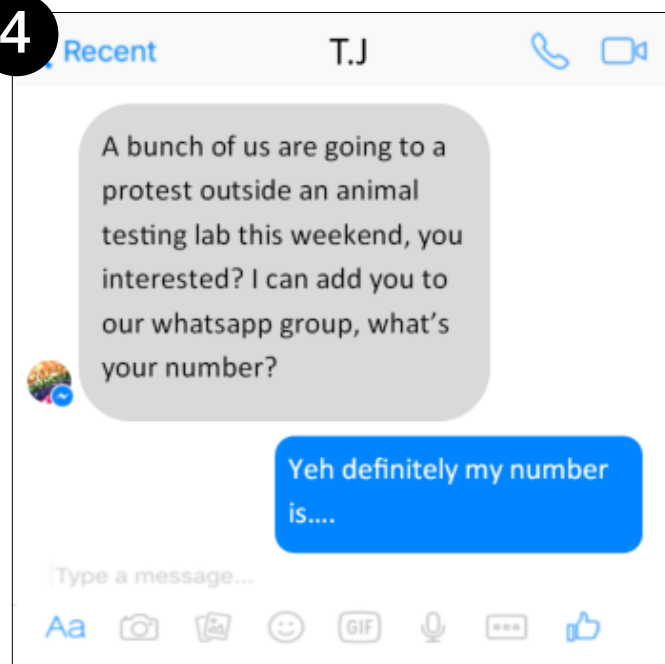 4
Recent
T.J
A bunch of us are going to a
protest outside an animal
testing lab this weekend, you
interested? I can add you to
our whatsapp group, what’s
your number?
Yeh definitely my number
is....
Type a message...
Aa
GIF